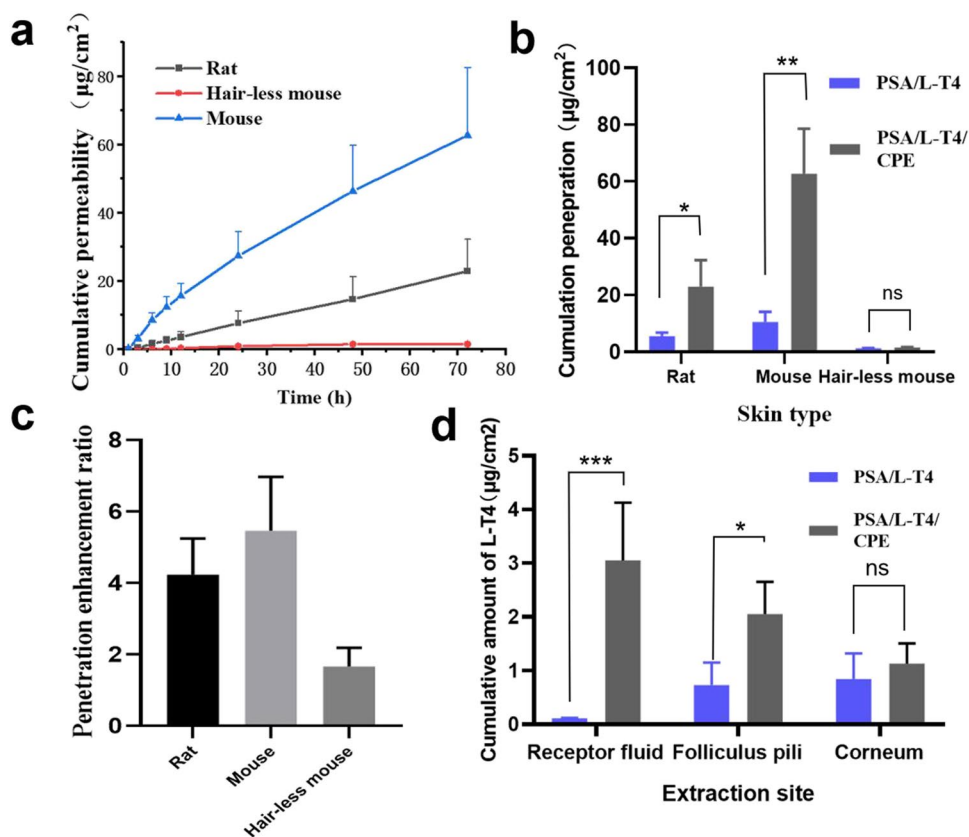 a
Cumulative permeability （μg/cm²）
80
60
40
20
0
0 10 20 30 40 50 60 70 80
Time (h)
Rat
Hair-less mouse
Mouse
b
Cumulation penepration （μg/cm²）
100
80
60
40
20
0
*
**
ns
PSA/L-T4
PSA/L-T4/
CPE
Rat Mouse Hair-less mouse
Skin type
c
Penetration enhancement ratio
8
6
4
2
0
Rat
Mouse
Hair-less mouse
d
Cumulative amount of L-T4（μg/cm2)
5
4
3
2
1
0
***
*
ns
PSA/L-T4
PSA/L-T4/
CPE
Receptor fluid Folliculus pili Corneum
Extraction site